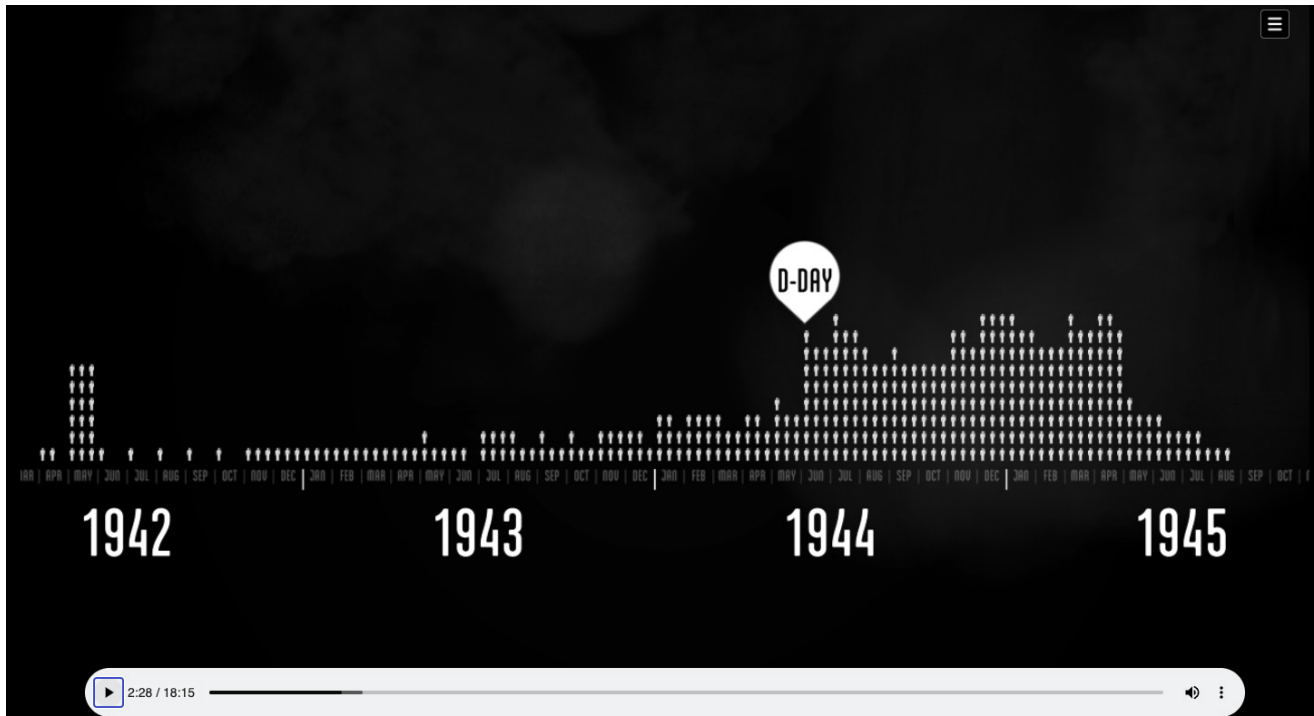 D-DAY
MAR | APR | MAY | JUN | JUL | AUG | SEP | OCT | NOV | DEC | JAN | FEB | MAR | APR | MAY | JUN | JUL | AUG | SEP | OCT | NOV | DEC | JAN | FEB | MAR | APR | MAY | JUN | JUL | AUG | SEP | OCT | NOV | DEC | JAN | FEB | MAR | APR | MAY | JUN | JUL | AUG | SEP | OCT |
1942 1943 1944 1945
2:28 / 18:15